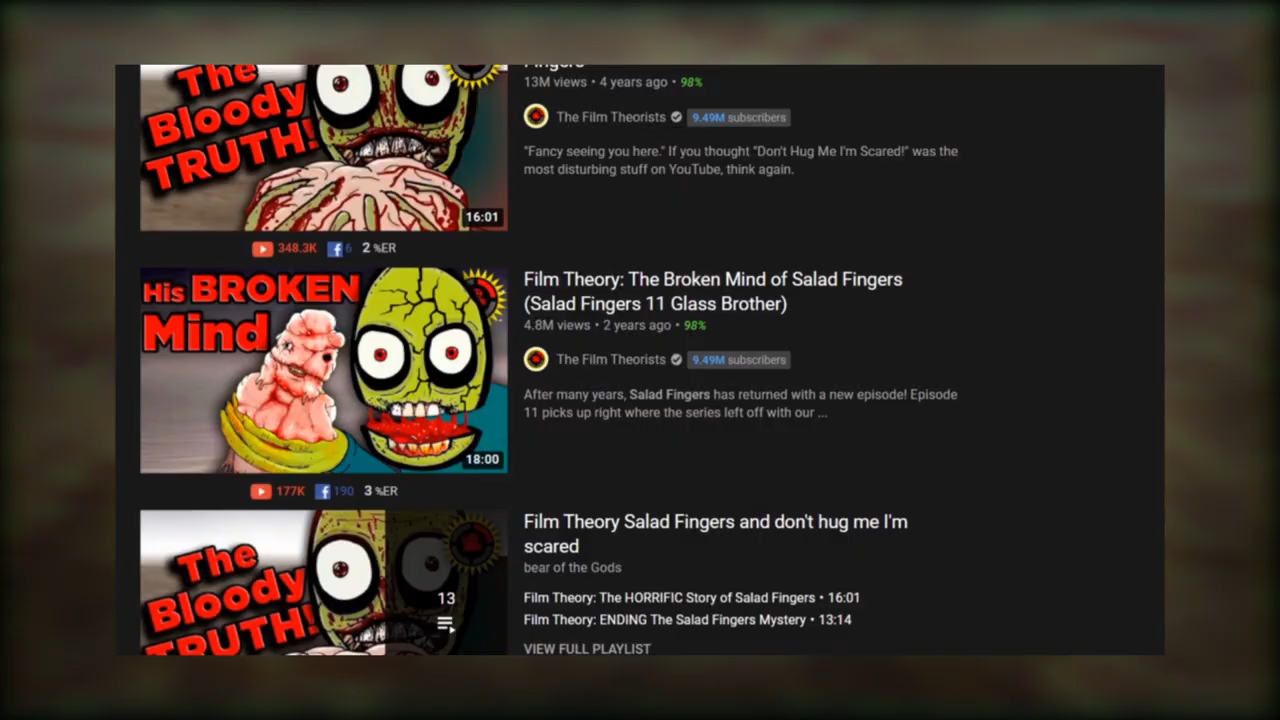 The
Bloody
TRUTH!
16:01
Fingers
13M views • 4 years ago • 98%
The Film Theorists 9.49M subscribers
"Fancy seeing you here." If you thought "Don't Hug Me I'm Scared!" was the
most disturbing stuff on YouTube, think again.
348.3K 6 2 %ER
His BROKEN
Mind
18:00
Film Theory: The Broken Mind of Salad Fingers
(Salad Fingers 11 Glass Brother)
4.8M views • 2 years ago • 98%
The Film Theorists 9.49M subscribers
After many years, Salad Fingers has returned with a new episode! Episode
11 picks up right where the series left off with our ...
177K 190 3 %ER
The
Bloody
TRUTH!
13
Film Theory Salad Fingers and don't hug me I'm
scared
bear of the Gods
Film Theory: The HORRIFIC Story of Salad Fingers • 16:01
Film Theory: ENDING The Salad Fingers Mystery • 13:14
VIEW FULL PLAYLIST